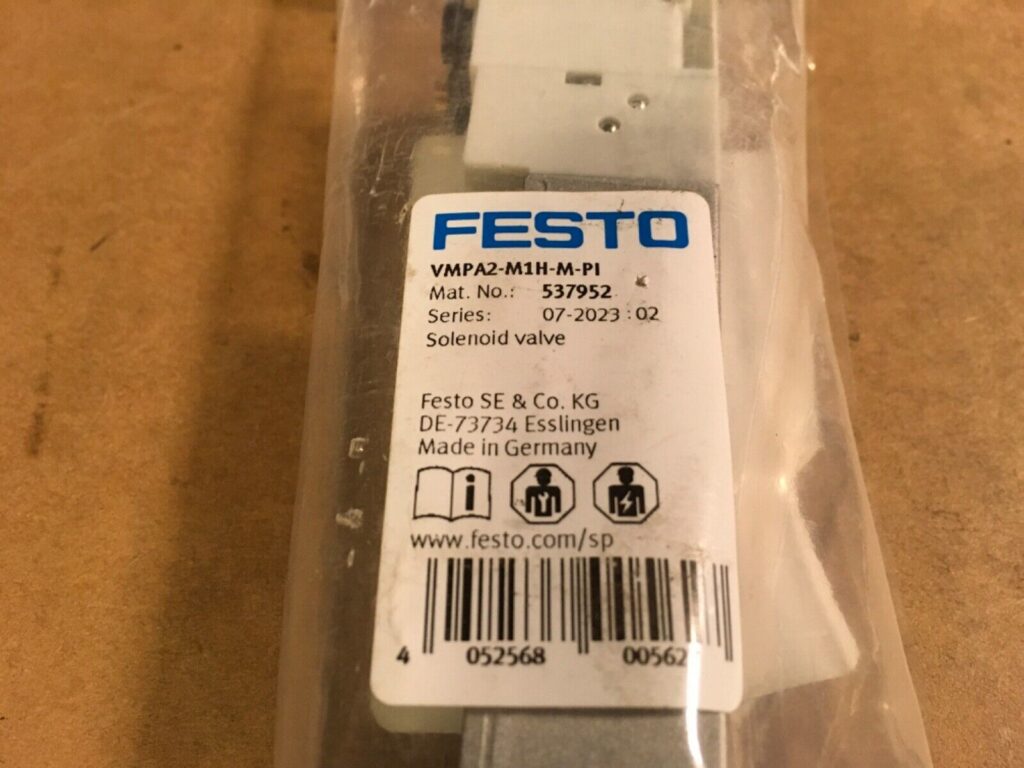 FESTO
VMPA2-M1H-M-PI
Mat. No.: 537952
Series: 07-2023 : 02
Solenoid valve
Festo SE & Co. KG
DE-73734 Esslingen
Made in Germany
www.festo.com/sp
4 052568